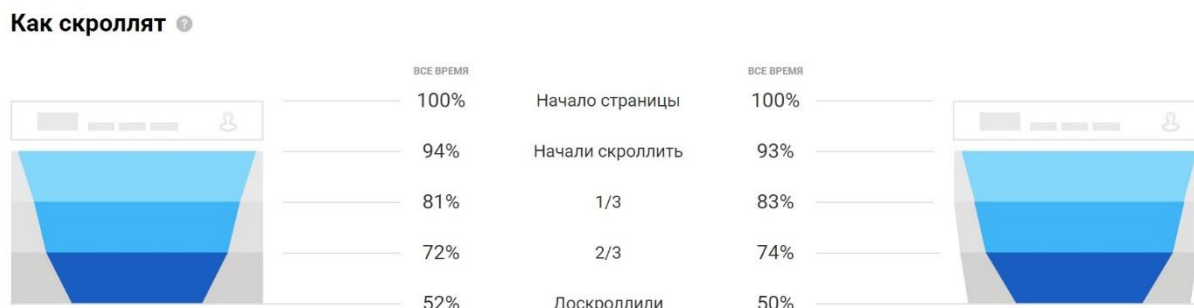 Как скроллят ?
ВСЕ ВРЕМЯ ВСЕ ВРЕМЯ
100% Начало страницы 100%
94% Начали скроллить 93%
81% 1/3 83%
72% 2/3 74%
52% Доскроллили 50%